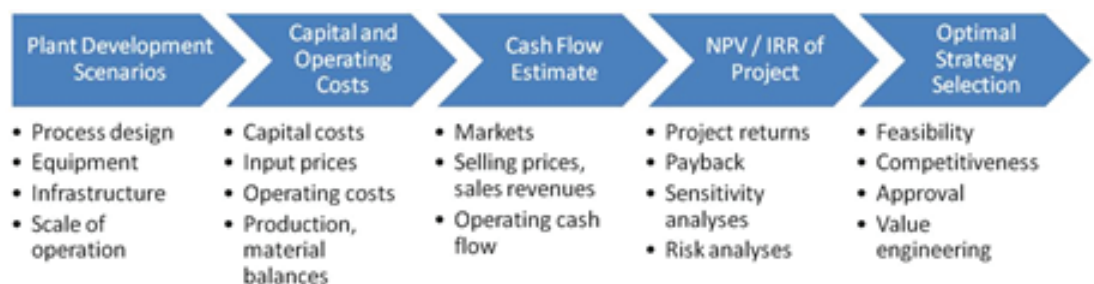 Plant Development
Scenarios
Capital and
Operating
Costs
Cash Flow
Estimate
NPV / IRR of
Project
Optimal
Strategy
Selection
• Process design
• Equipment
• Infrastructure
• Scale of
operation
• Capital costs
• Input prices
• Operating costs
• Production,
material
balances
• Markets
• Selling prices,
sales revenues
• Operating cash
flow
• Project returns
• Payback
• Sensitivity
analyses
• Risk analyses
• Feasibility
• Competitiveness
• Approval
• Value
engineering